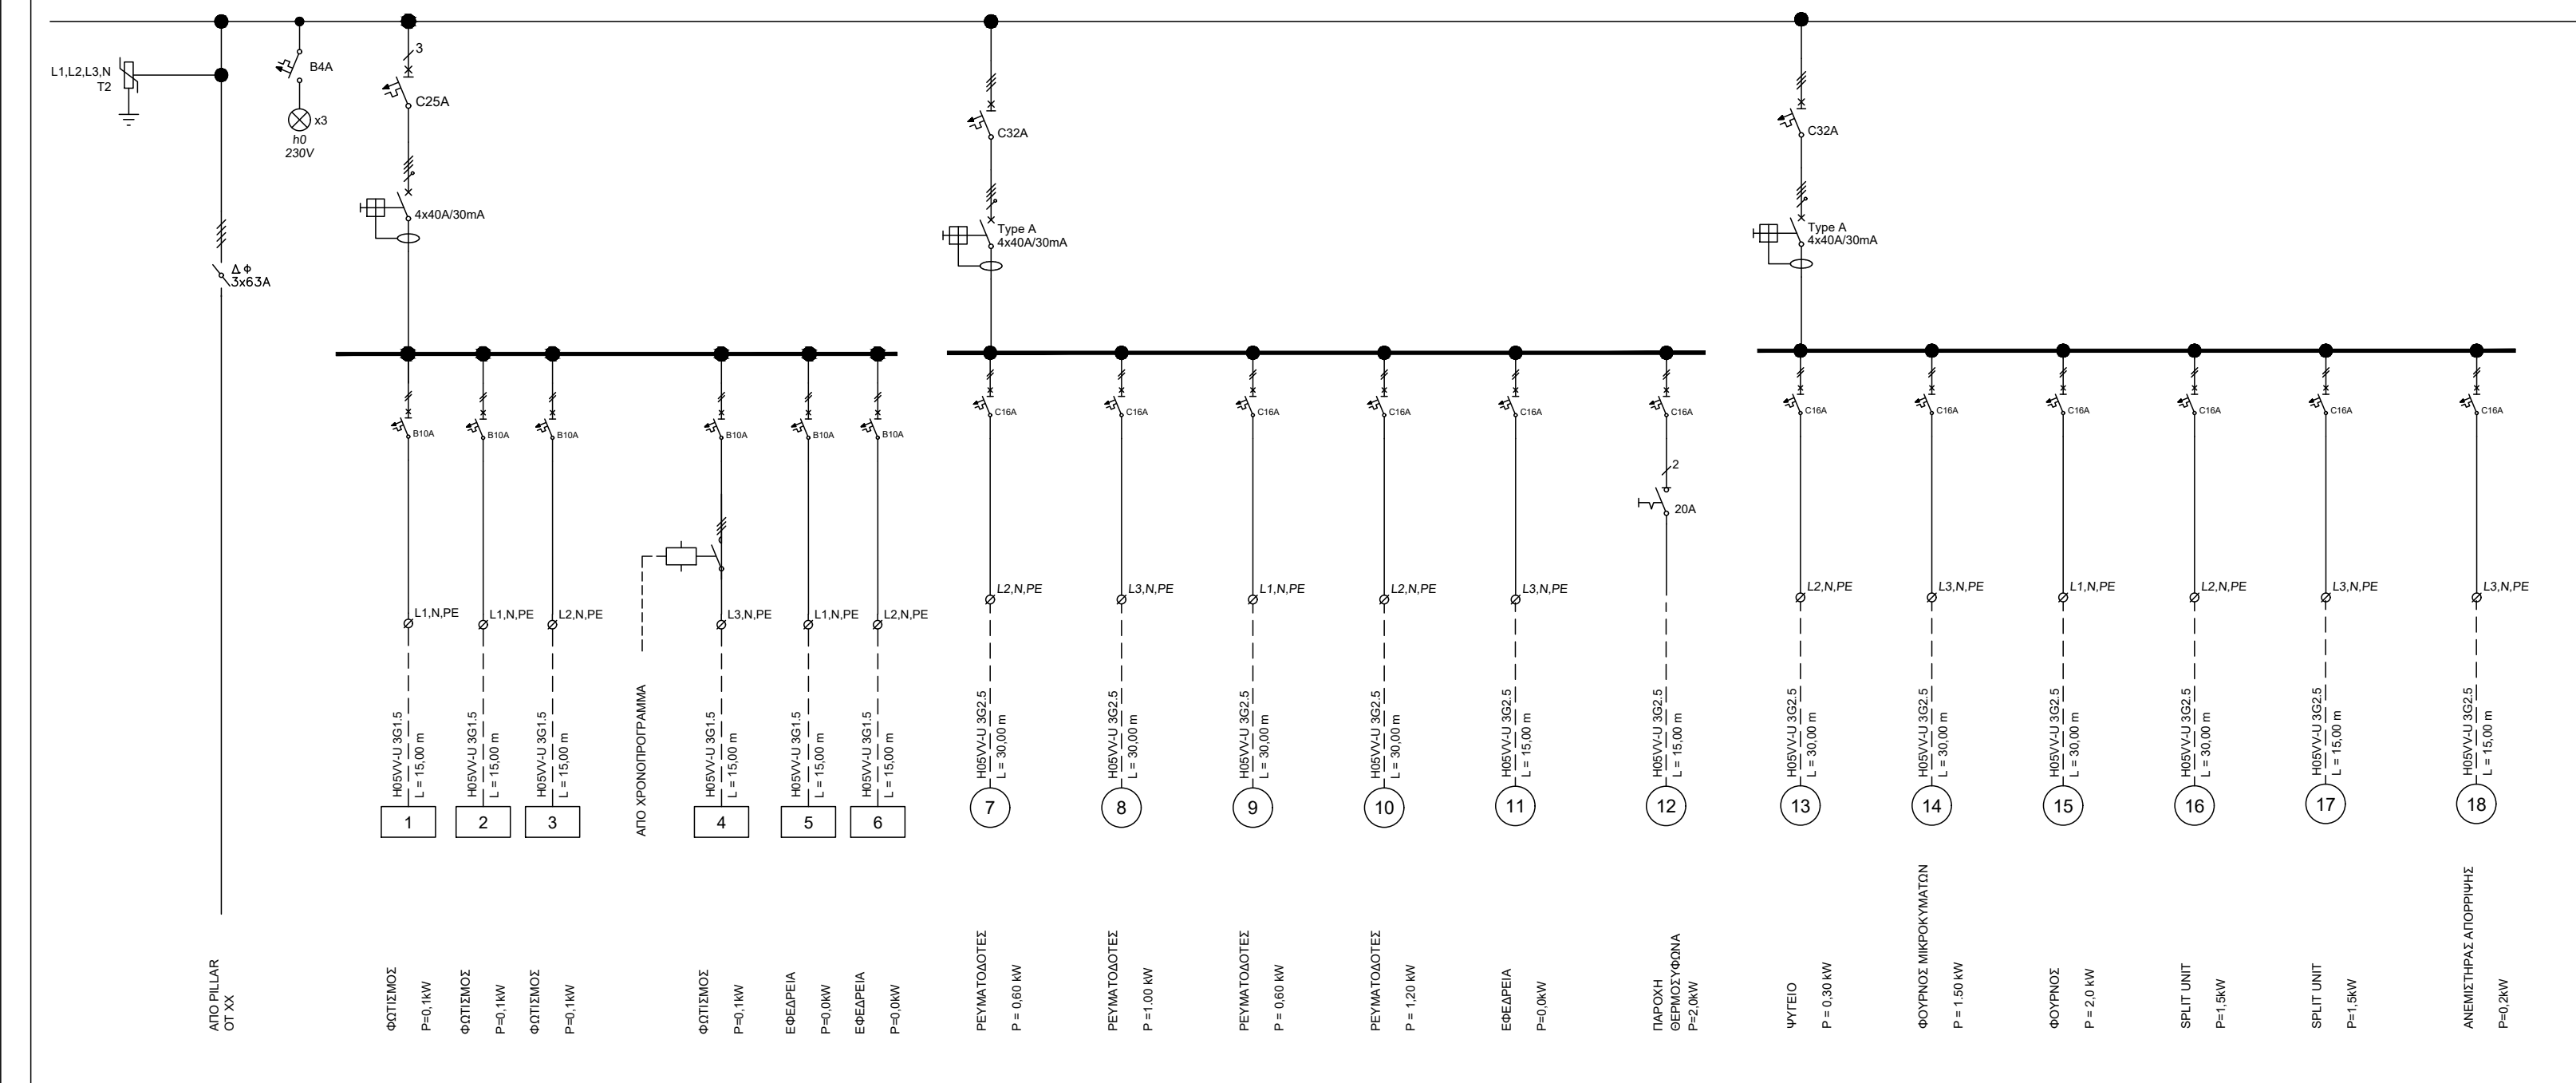 L1,L2,L3,N
T2
B4A
x3
h0
230V
3
C25A
4x40A/30mA
Δ Φ
3x63A
C32A
Type A
4x40A/30mA
C32A
Type A
4x40A/30mA
B10A
B10A
B10A
B10A
B10A
B10A
C16A
C16A
C16A
C16A
C16A
C16A
C16A
C16A
C16A
C16A
C16A
C16A
2
20A
L1,N,PE
L1,N,PE
L2,N,PE
L3,N,PE
L1,N,PE
L2,N,PE
L2,N,PE
L3,N,PE
L1,N,PE
L2,N,PE
L3,N,PE
L2,N,PE
L3,N,PE
L1,N,PE
L2,N,PE
L3,N,PE
L3,N,PE
H05VV-U 3G1.5
L = 15,00 m
H05VV-U 3G1.5
L = 15,00 m
H05VV-U 3G1.5
L = 15,00 m
ΑΠΟ ΧΡΟΝΟΠΡΟΓΡΑΜΜΑ
H05VV-U 3G1.5
L = 15,00 m
H05VV-U 3G1.5
L = 15,00 m
H05VV-U 3G1.5
L = 15,00 m
H05VV-U 3G2.5
L = 30,00 m
H05VV-U 3G2.5
L = 30,00 m
H05VV-U 3G2.5
L = 30,00 m
H05VV-U 3G2.5
L = 30,00 m
H05VV-U 3G2.5
L = 15,00 m
H05VV-U 3G2.5
L = 15,00 m
H05VV-U 3G2.5
L = 30,00 m
H05VV-U 3G2.5
L = 30,00 m
H05VV-U 3G2.5
L = 30,00 m
H05VV-U 3G2.5
L = 15,00 m
H05VV-U 3G2.5
L = 15,00 m
H05VV-U 3G2.5
L = 15,00 m
1
2
3
4
5
6
7
8
9
10
11
12
13
14
15
16
17
18
ΑΠΟ PILLAR
ΟΤ ΧΧ
ΦΩΤΙΣΜΟΣ
P=0,1kW
ΦΩΤΙΣΜΟΣ
P=0,1kW
ΦΩΤΙΣΜΟΣ
P=0,1kW
ΦΩΤΙΣΜΟΣ
P=0,1kW
ΕΦΕΔΡΕΙΑ
P=0,0kW
ΕΦΕΔΡΕΙΑ
P=0,0kW
ΡΕΥΜΑΤΟΔΟΤΕΣ
P = 0,60 kW
ΡΕΥΜΑΤΟΔΟΤΕΣ
P =1.00 kW
ΡΕΥΜΑΤΟΔΟΤΕΣ
P = 0,60 kW
ΡΕΥΜΑΤΟΔΟΤΕΣ
P = 1,20 kW
ΕΦΕΔΡΕΙΑ
P=0,0kW
ΠΑΡΟΧΗ
ΘΕΡΜΟΣΥΦΩΝΑ
P=2,0kW
ΨΥΓΕΙΟ
P = 0,30 kW
ΦΟΥΡΝΟΣ ΜΙΚΡΟΚΥΜΑΤΩΝ
P = 1.50 kW
ΦΟΥΡΝΟΣ
P = 2,0 kW
SPLIT UNIT
P=1,5kW
SPLIT UNIT
P=1,5kW
ΑΝΕΜΙΣΤΗΡΑΣ ΑΠΟΡΡΙΨΗΣ
P=0,2kW